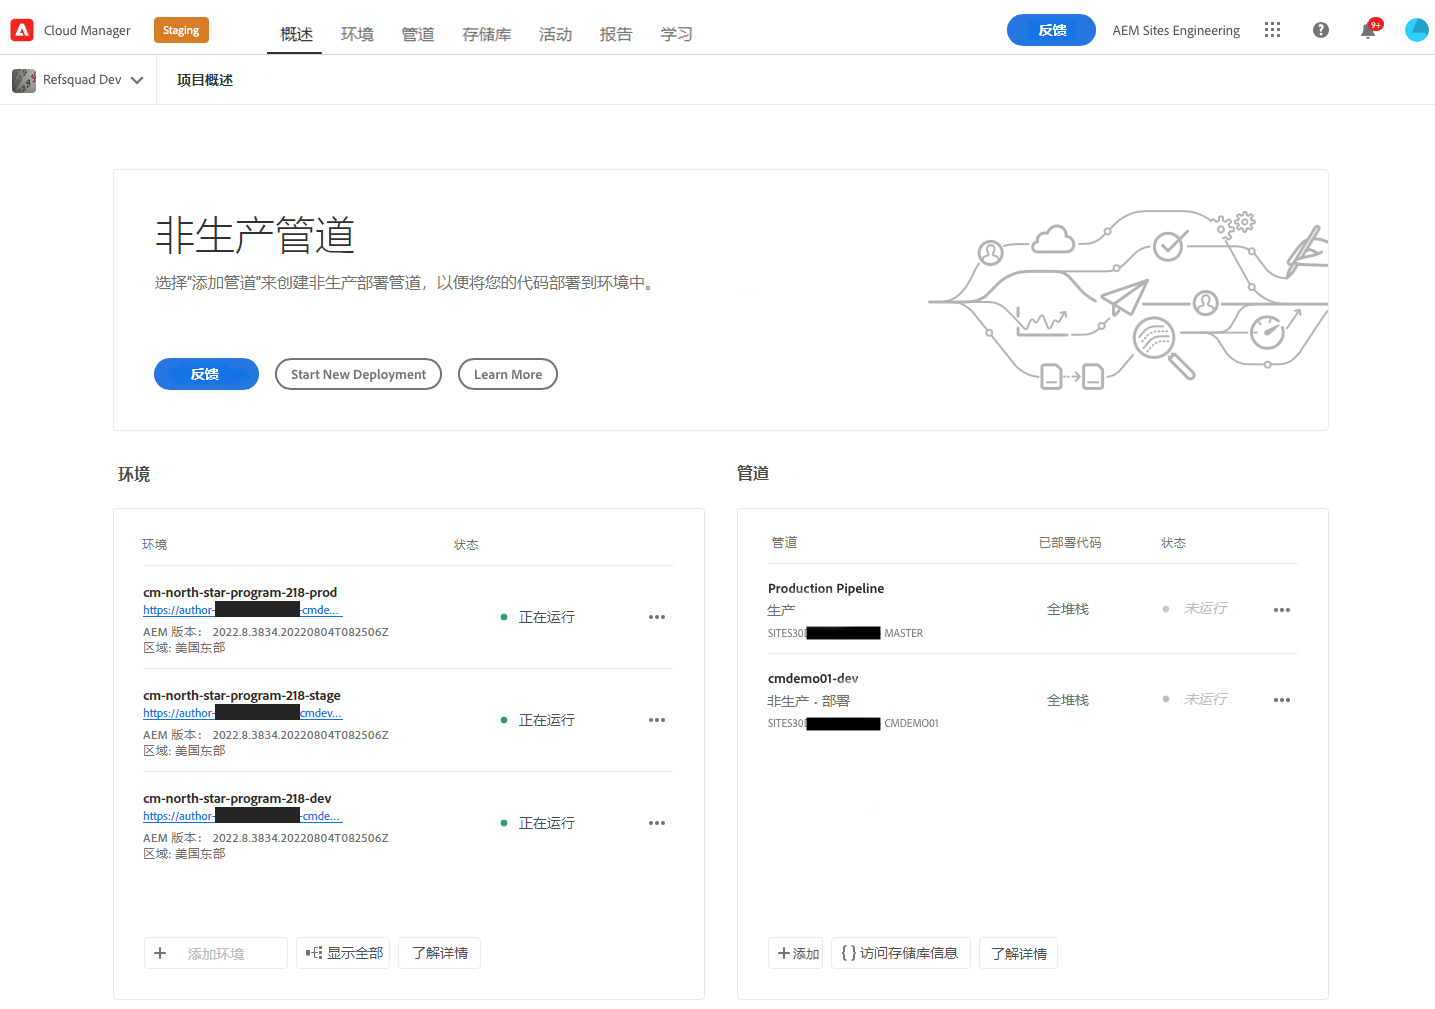 Cloud Manager
Staging
概述 环境 管道 存储库 活动 报告 学习
反馈
AEM Sites Engineering
9+
Refsquad Dev
项目概述
非生产管道
选择“添加管道”来创建非生产部署管道，以便将您的代码部署到环境中。
反馈
Start New Deployment
Learn More
环境
环境 状态
cm-north-star-program-218-prod
https://author- -cmde...
AEM 版本： 2022.8.3834.20220804T082506Z
区域: 美国东部
正在运行
cm-north-star-program-218-stage
https://author- cmdev...
AEM 版本： 2022.8.3834.20220804T082506Z
区域: 美国东部
正在运行
cm-north-star-program-218-dev
https://author- -cmde...
AEM 版本： 2022.8.3834.20220804T082506Z
区域: 美国东部
正在运行
添加环境
显示全部
了解详情
管道
管道 已部署代码 状态
Production Pipeline
生产
SITES30 MASTER
全堆栈
未运行
cmdemo01-dev
非生产 · 部署
SITES30 CMDEMO01
全堆栈
未运行
添加
访问存储库信息
了解详情